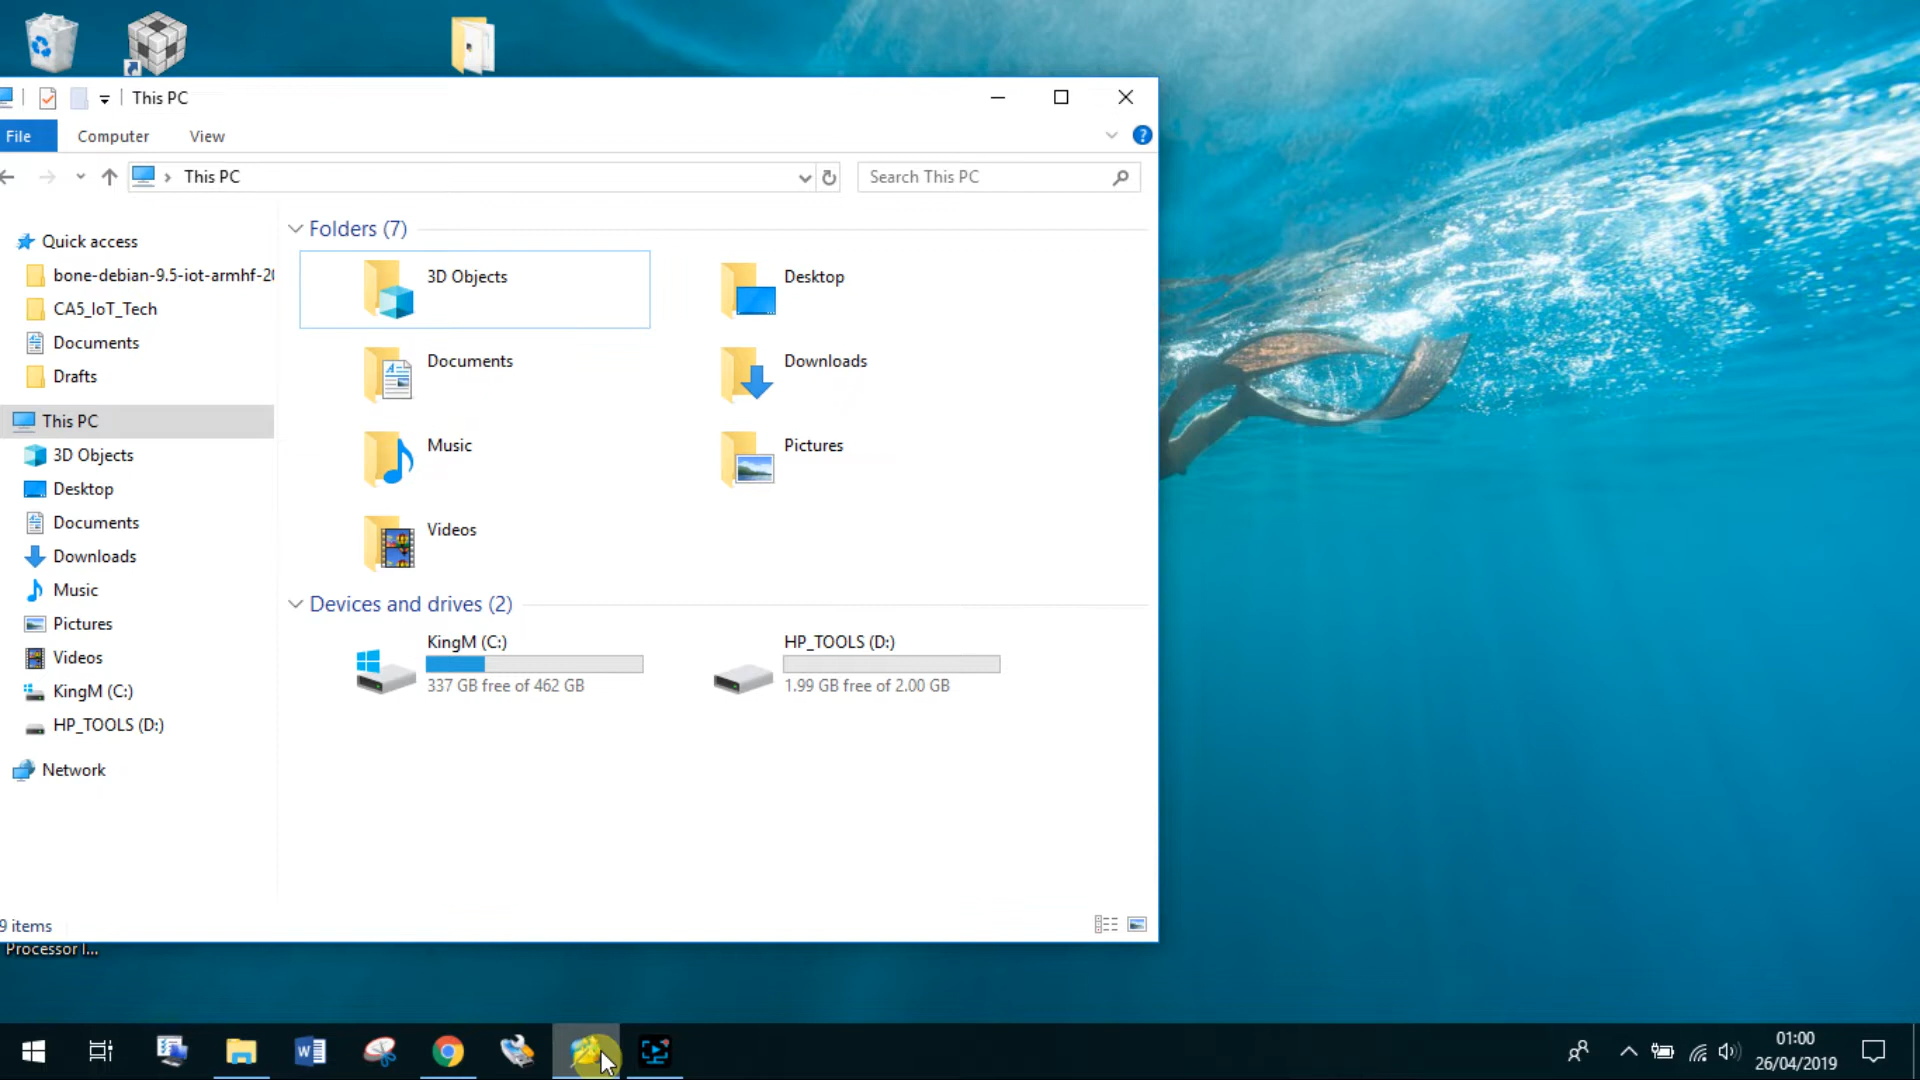 This PC
File Computer View
This PC
Search This PC
Quick access
bone-debian-9.5-iot-armhf-20
CA5_IoT_Tech
Documents
Drafts
This PC
3D Objects
Desktop
Documents
Downloads
Music
Pictures
Videos
KingM (C:)
HP_TOOLS (D:)
Network
Folders (7)
3D Objects
Desktop
Documents
Downloads
Music
Pictures
Videos
Devices and drives (2)
KingM (C:)
337 GB free of 462 GB
HP_TOOLS (D:)
1.99 GB free of 2.00 GB
9 items
Processor I...
01:00
26/04/2019